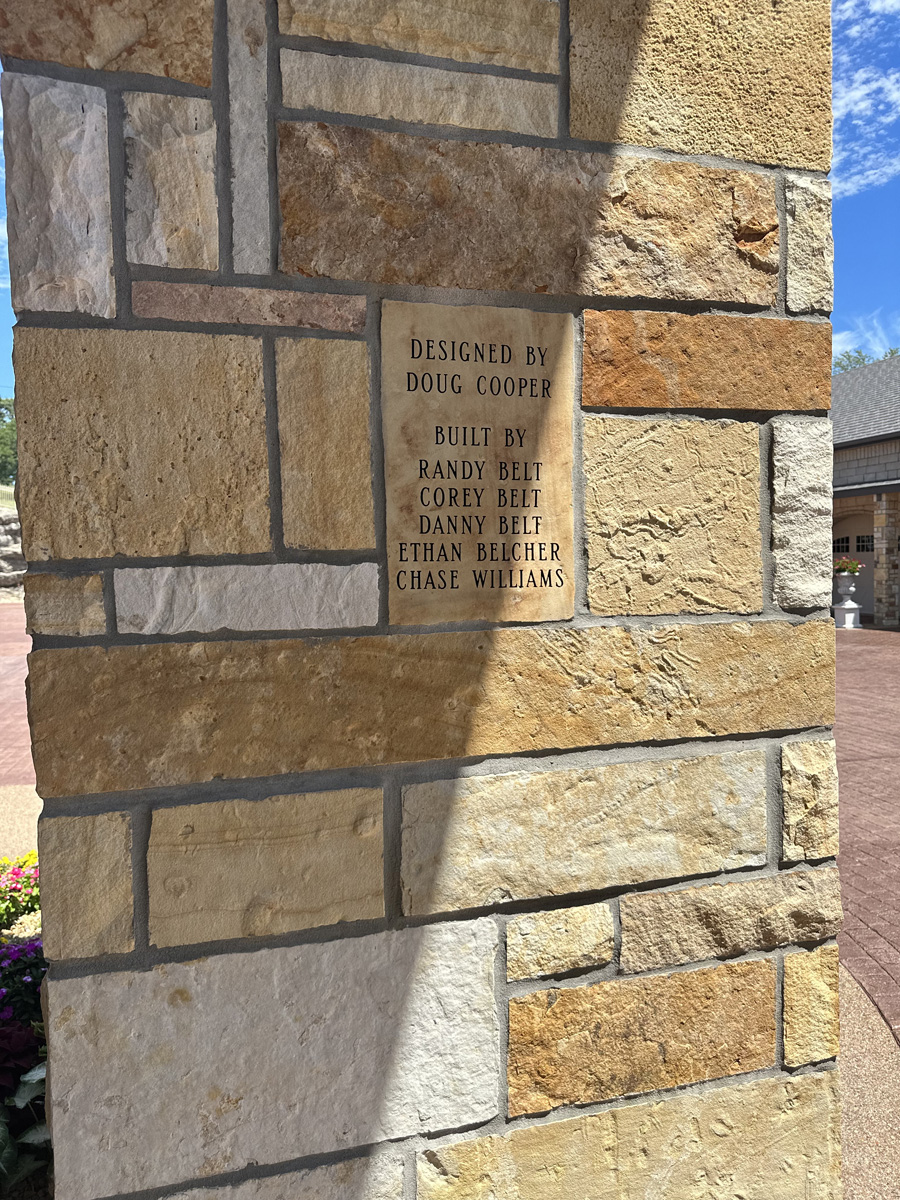 DESIGNED BY
DOUG COOPER
BUILT BY
RANDY BELT
COREY BELT
DANNY BELT
ETHAN BELCHER
CHASE WILLIAMS